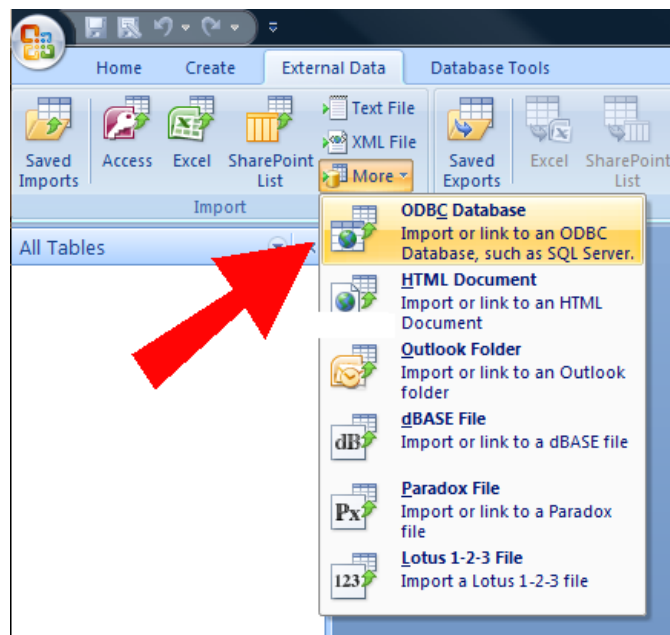 Home Create External Data Database Tools
Text File
XML File
Saved Imports Access Excel SharePoint List More Saved Exports Excel SharePoint List
Import
All Tables
ODBC Database
Import or link to an ODBC
Database, such as SQL Server.
HTML Document
Import or link to an HTML
Document
Outlook Folder
Import or link to an Outlook
folder
dBASE File
dB
Import or link to a dBASE file
Paradox File
Px
Import or link to a Paradox
file
Lotus 1-2-3 File
123
Import a Lotus 1-2-3 file